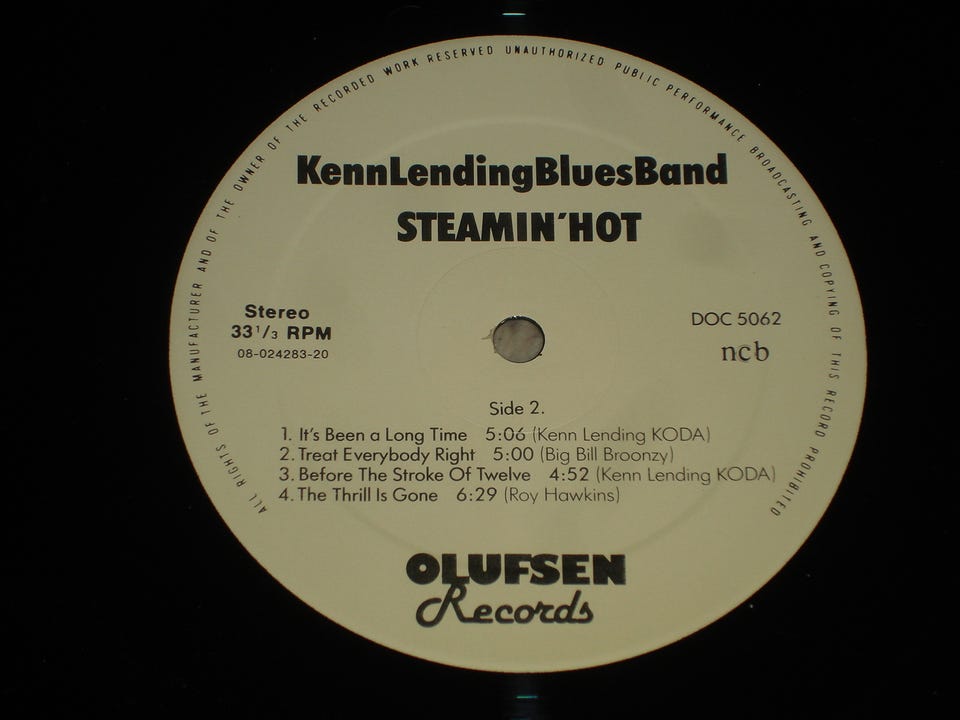 ALL RIGHTS OF THE MANUFACTURER AND OF THE OWNER OF THE RECORDED WORK RESERVED UNAUTHORIZED PUBLIC PERFORMANCE BROADCASTING AND COPYING OF THIS RECORD PROHIBITED
KennLendingBluesBand
STEAMIN´HOT
Stereo
33 1/3 RPM
08-024283-20
DOC 5062
ncb
Side 2.
1. It's Been a Long Time 5:06 (Kenn Lending KODA)
2. Treat Everybody Right 5:00 (Big Bill Broonzy)
3. Before The Stroke Of Twelve 4:52 (Kenn Lending KODA)
4. The Thrill Is Gone 6:29 (Roy Hawkins)
OLUFSEN
Records